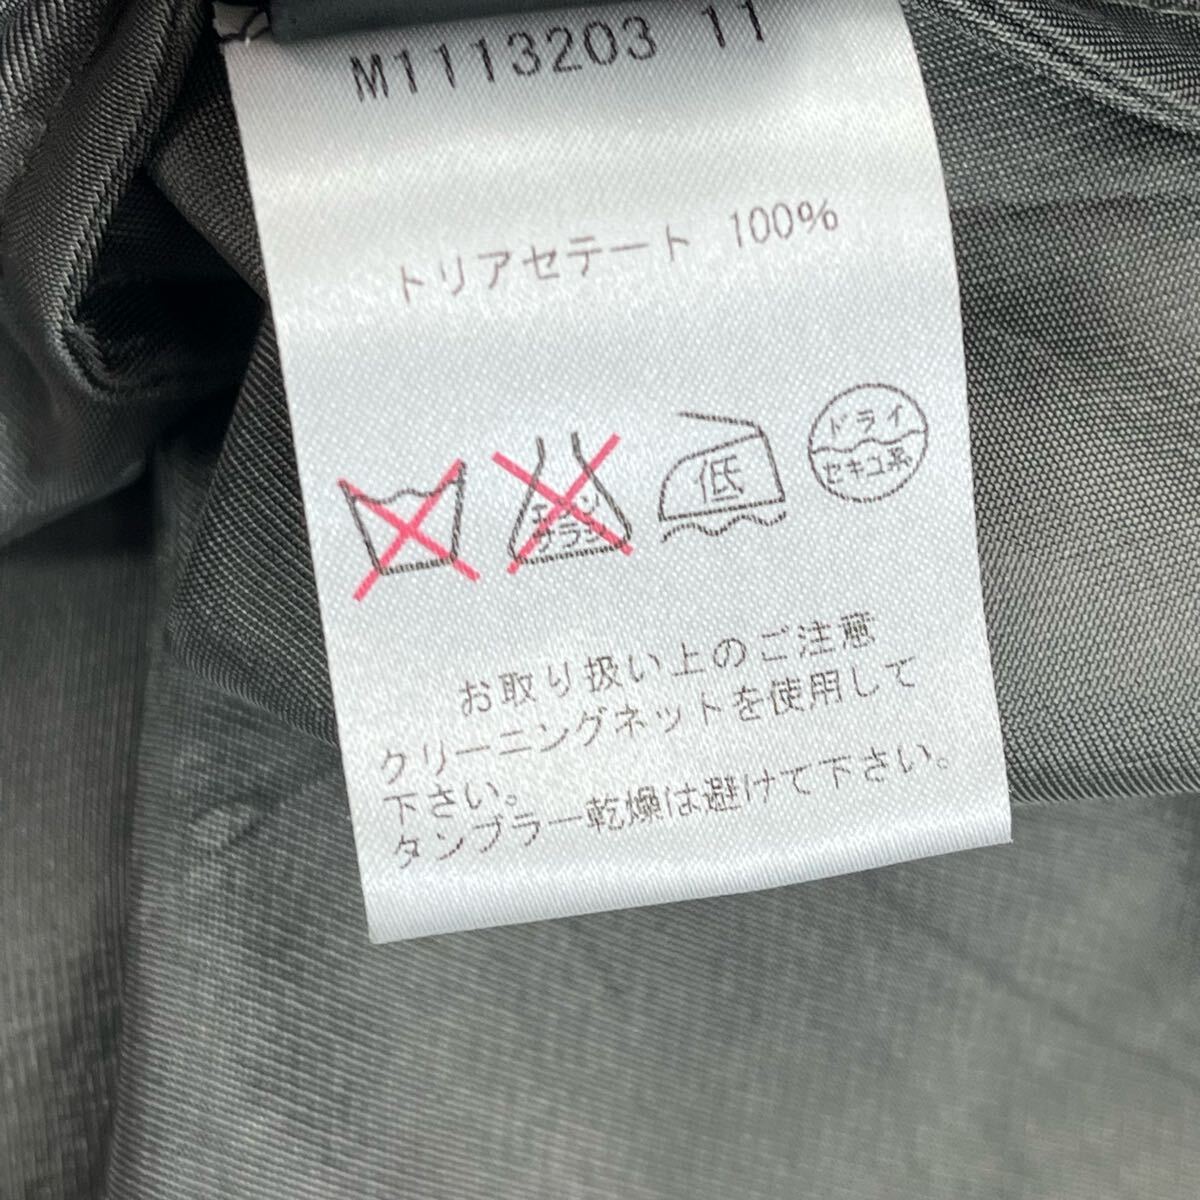 M1113203 11
トリアセテート 100%
エンソ
サラシ
低
ドライ
セキユ系
お取り扱い上のご注意
クリーニングネットを使用して
下さい。
タンブラー乾燥は避けて下さい。